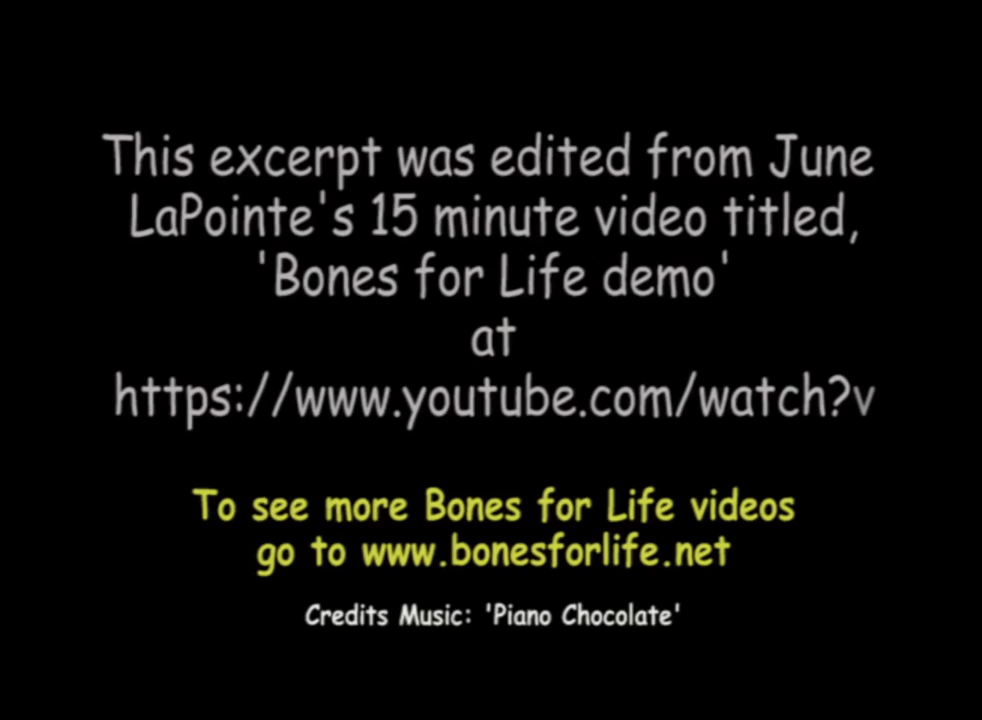 This excerpt was edited from June
LaPointe's 15 minute video titled,
'Bones for Life demo'
at
https://www.youtube.com/watch?v
To see more Bones for Life videos
go to www.bonesforlife.net
Credits Music: 'Piano Chocolate'